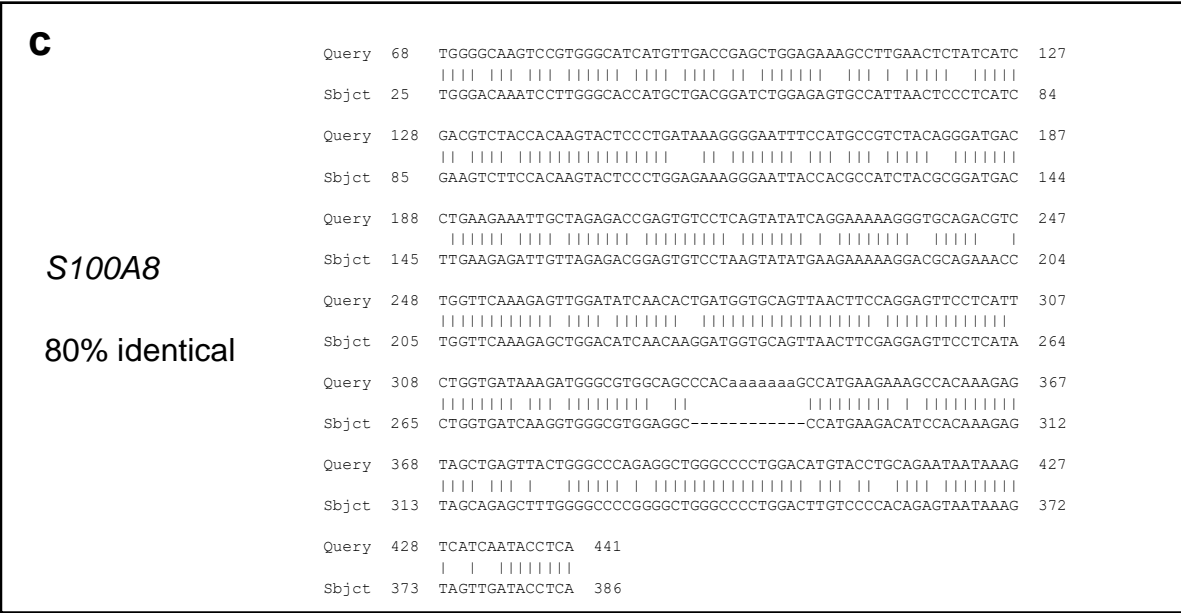 c
Query 68 TGGGGCAAGTCCGTGGGCATCATGTTGACCGAGCTGGAGAAAGCCTTGAACTCTATCATC 127
|||| ||| ||| |||||| |||| |||| || ||||||| ||| | ||||| |||||
Sbjct 25 TGGGACAAATCCTTGGGCACCATGCTGACGGATCTGGAGAGTGCCATTAACTCCCTCATC 84
Query 128 GACGTCTACCACAAGTACTCCCTGATAAAGGGGAATTTCCATGCCGTCTACAGGGATGAC 187
|| |||| |||||||||||||||| || ||||||| ||| ||| ||||| |||||||
Sbjct 85 GAAGTCTTCCACAAGTACTCCCTGGAGAAAGGGAATTACCACGCCATCTACGCGGATGAC 144
Query 188 CTGAAGAAATTGCTAGAGACCGAGTGTCCTCAGTATATCAGGAAAAAGGGTGCAGACGTC 247
|||||| |||| ||||||| ||||||||| ||||||| | |||||||| ||||| |
Sbjct 145 TTGAAGAGATTGTTAGAGACGGAGTGTCCTAAGTATATGAAGAAAAAGGACGCAGAAACC 204
S100A8
Query 248 TGGTTCAAAGAGTTGGATATCAACACTGATGGTGCAGTTAACTTCCAGGAGTTCCTCATT 307
|||||||||||| |||| ||||||| |||||||||||||||||| |||||||||||||
Sbjct 205 TGGTTCAAAGAGCTGGACATCAACAAGGATGGTGCAGTTAACTTCGAGGAGTTCCTCATA 264
80% identical
Query 308 CTGGTGATAAAGATGGGCGTGGCAGCCCACaaaaaaaGCCATGAAGAAAGCCACAAAGAG 367
|||||||| ||| ||||||||| || ||||||||| | ||||||||||
Sbjct 265 CTGGTGATCAAGGTGGGCGTGGAGGC------------CCATGAAGACATCCACAAAGAG 312
Query 368 TAGCTGAGTTACTGGGCCCAGAGGCTGGGCCCCTGGACATGTACCTGCAGAATAATAAAG 427
|||| ||| | |||||| | |||||||||||||||| ||| || |||| ||||||||
Sbjct 313 TAGCAGAGCTTTGGGGCCCCGGGGCTGGGCCCCTGGACTTGTCCCCACAGAGTAATAAAG 372
Query 428 TCATCAATACCTCA 441
| | ||||||||
Sbjct 373 TAGTTGATACCTCA 386